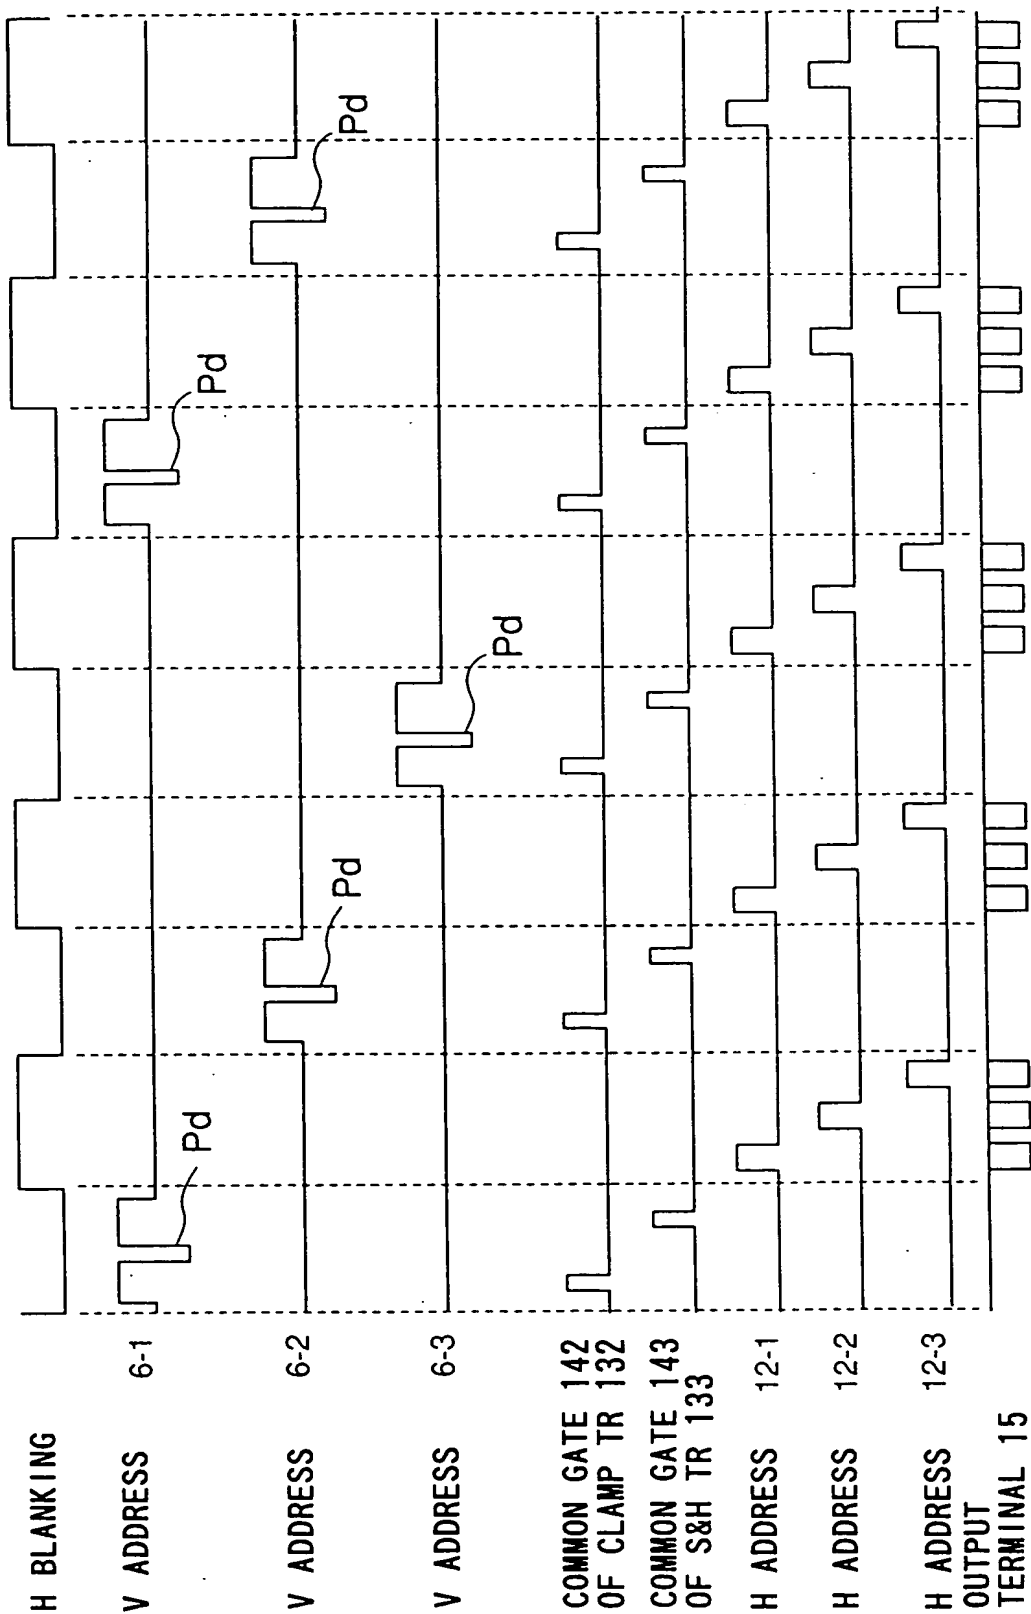 H BLANKING
V ADDRESS 6-1
Pd
Pd
V ADDRESS 6-2
Pd
Pd
V ADDRESS 6-3
Pd
COMMON GATE 142
OF CLAMP TR 132
COMMON GATE 143
OF S&H TR 133
H ADDRESS 12-1
H ADDRESS 12-2
H ADDRESS 12-3
OUTPUT
TERMINAL 15